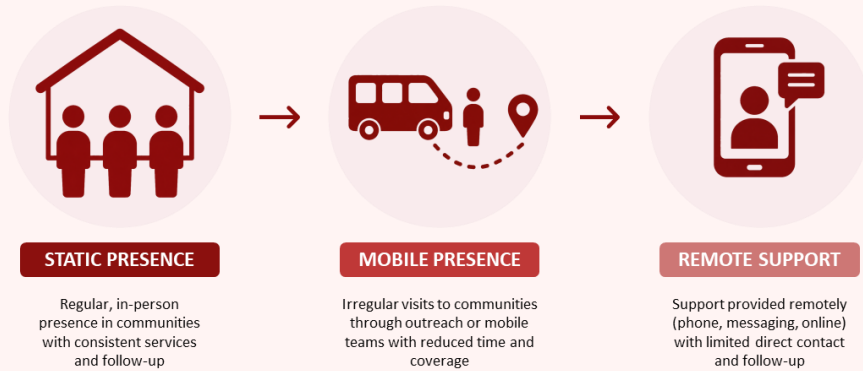 STATIC PRESENCE
Regular, in-person
presence in communities
with consistent services
and follow-up
MOBILE PRESENCE
Irregular visits to communities
through outreach or mobile
teams with reduced time and
coverage
REMOTE SUPPORT
Support provided remotely
(phone, messaging, online)
with limited direct contact
and follow-up